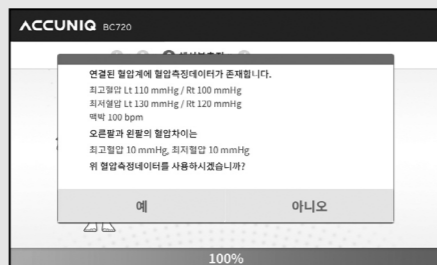 ACCUNIQ BC720
연결된 혈압계에 혈압측정데이터가 존재합니다.
최고혈압 Lt 110 mmHg / Rt 100 mmHg
최저혈압 Lt 130 mmHg / Rt 120 mmHg
맥박 100 bpm
오른팔과 왼팔의 혈압차이는
최고혈압 10 mmHg, 최저혈압 10 mmHg
위 혈압측정데이터를 사용하시겠습니까?
예
아니오
100%